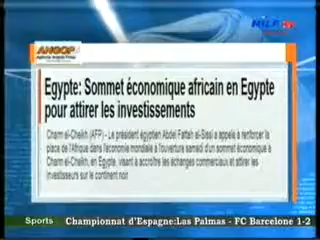 NILE
ANGOP
Egypte: Sommet économique africain en Egypte
pour attirer les investissements
Charm el-Cheikh (AFP) - Le président égyptien Abdel Fattah al-Sissi a appelé à renforcer la
place de l'Afrique dans l'économie mondiale à l'ouverture samedi d'un sommet économique à
Charm el-Cheikh, en Egypte, visant à accroître les échanges commerciaux et attirer les
investisseurs sur le continent noir
Sports Championnat d'Espagne:Las Palmas - FC Barcelone 1-2